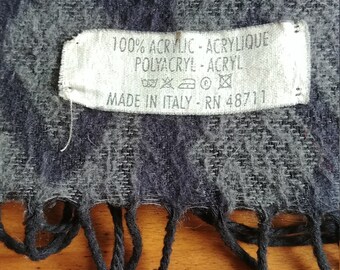 100% ACRYLIC - ACRYLIQUE
POLYACRYL - ACRYL
MADE IN ITALY - RN 48711